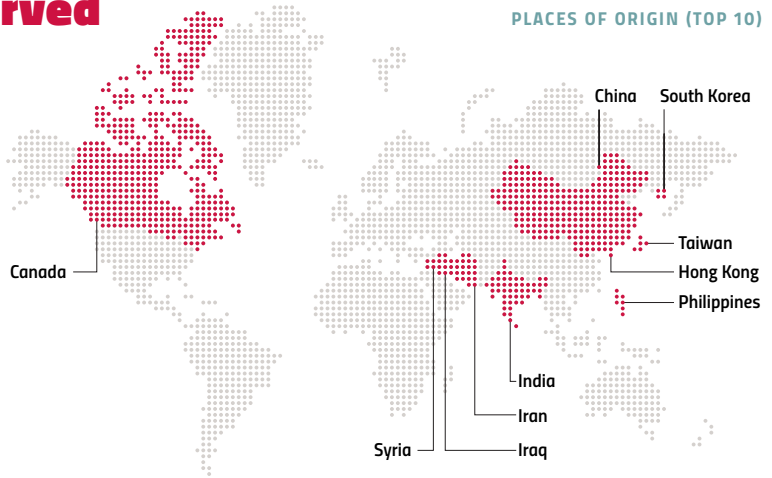 rved
PLACES OF ORIGIN (TOP 10)
China
South Korea
Taiwan
Canada
Hong Kong
Philippines
India
Iran
Syria
Iraq